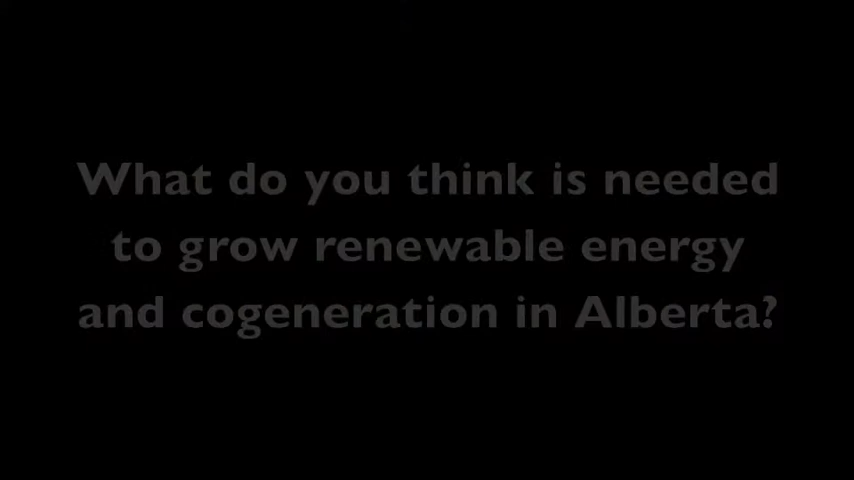 What do you think is needed
to grow renewable energy
and cogeneration in Alberta?